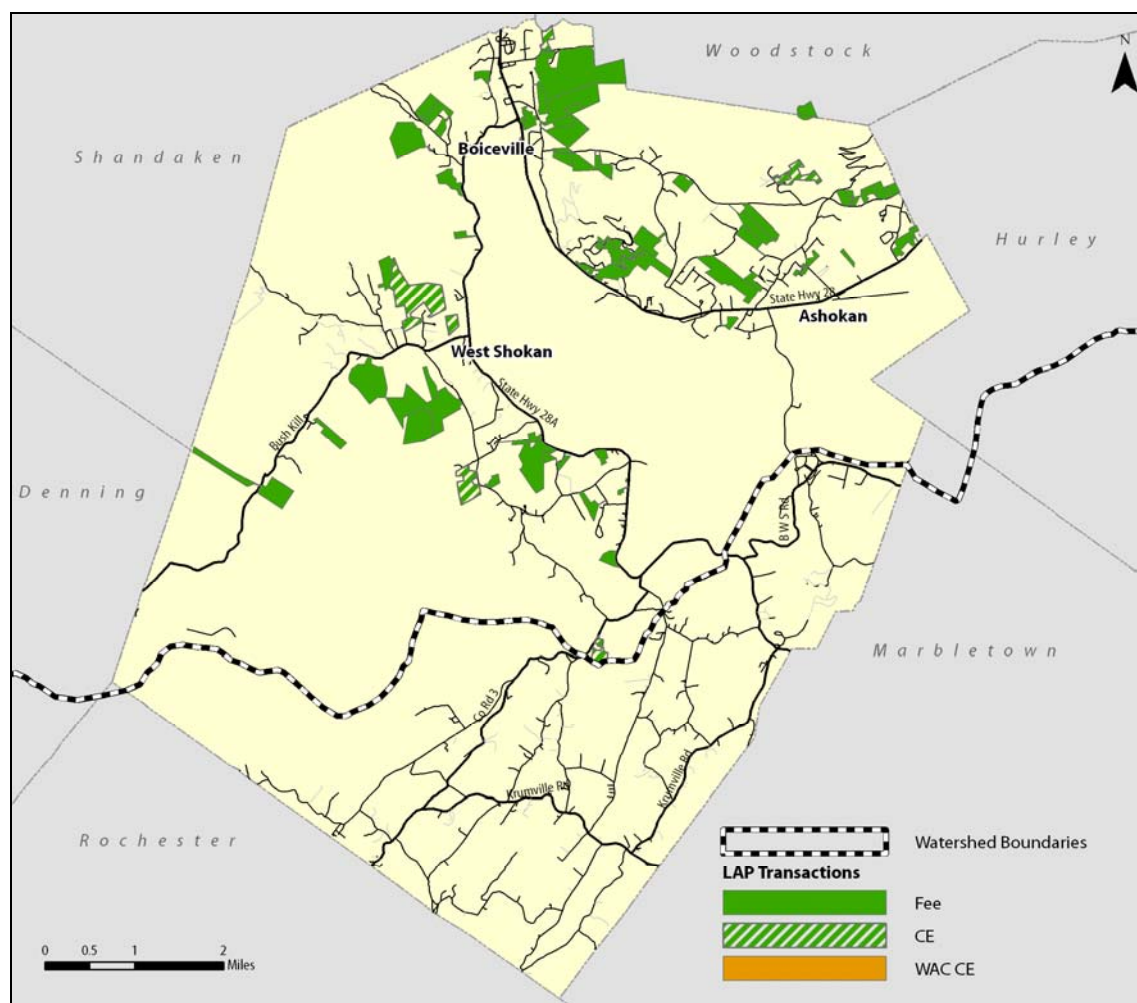 Woodstock
N
Shandaken
Boiceville
Hurley
State Hwy 28
Ashokan
West Shokan
State Hwy 28A
Bush Kill
Denning
B W S Rd
Marbletown
Co Rd 3
Krumville Rd
Krumville Rd
Rochester
Watershed Boundaries
LAP Transactions
Fee
CE
WAC CE
0 0.5 1 2
Miles